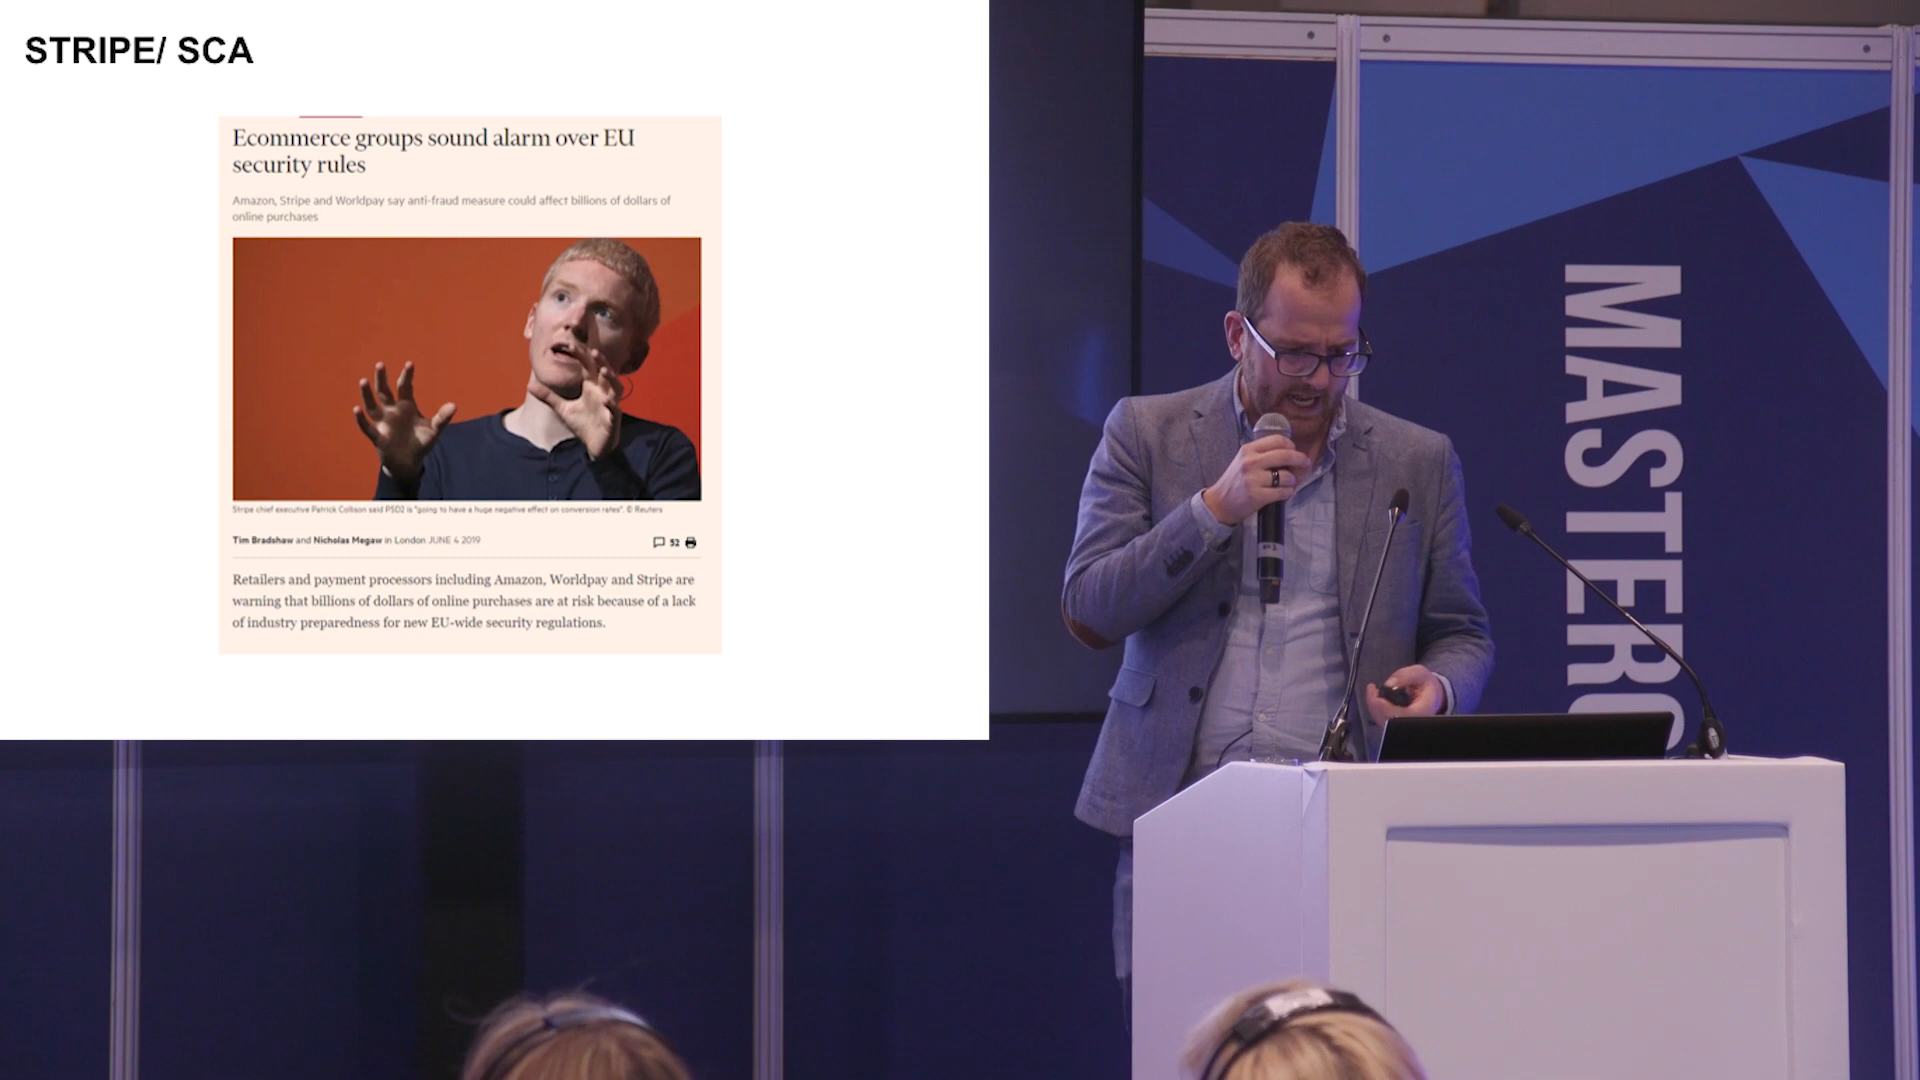 STRIPE/ SCA
Ecommerce groups sound alarm over EU
security rules
Amazon, Stripe and Worldpay say anti-fraud measure could affect billions of dollars of
online purchases
Stripe chief executive Patrick Collison said PSD2 is "going to have a huge negative effect on conversion rates". © Reuters
Tim Bradshaw and Nicholas Megaw in London JUNE 4 2019
52
Retailers and payment processors including Amazon, Worldpay and Stripe are
warning that billions of dollars of online purchases are at risk because of a lack
of industry preparedness for new EU-wide security regulations.
MASTERC